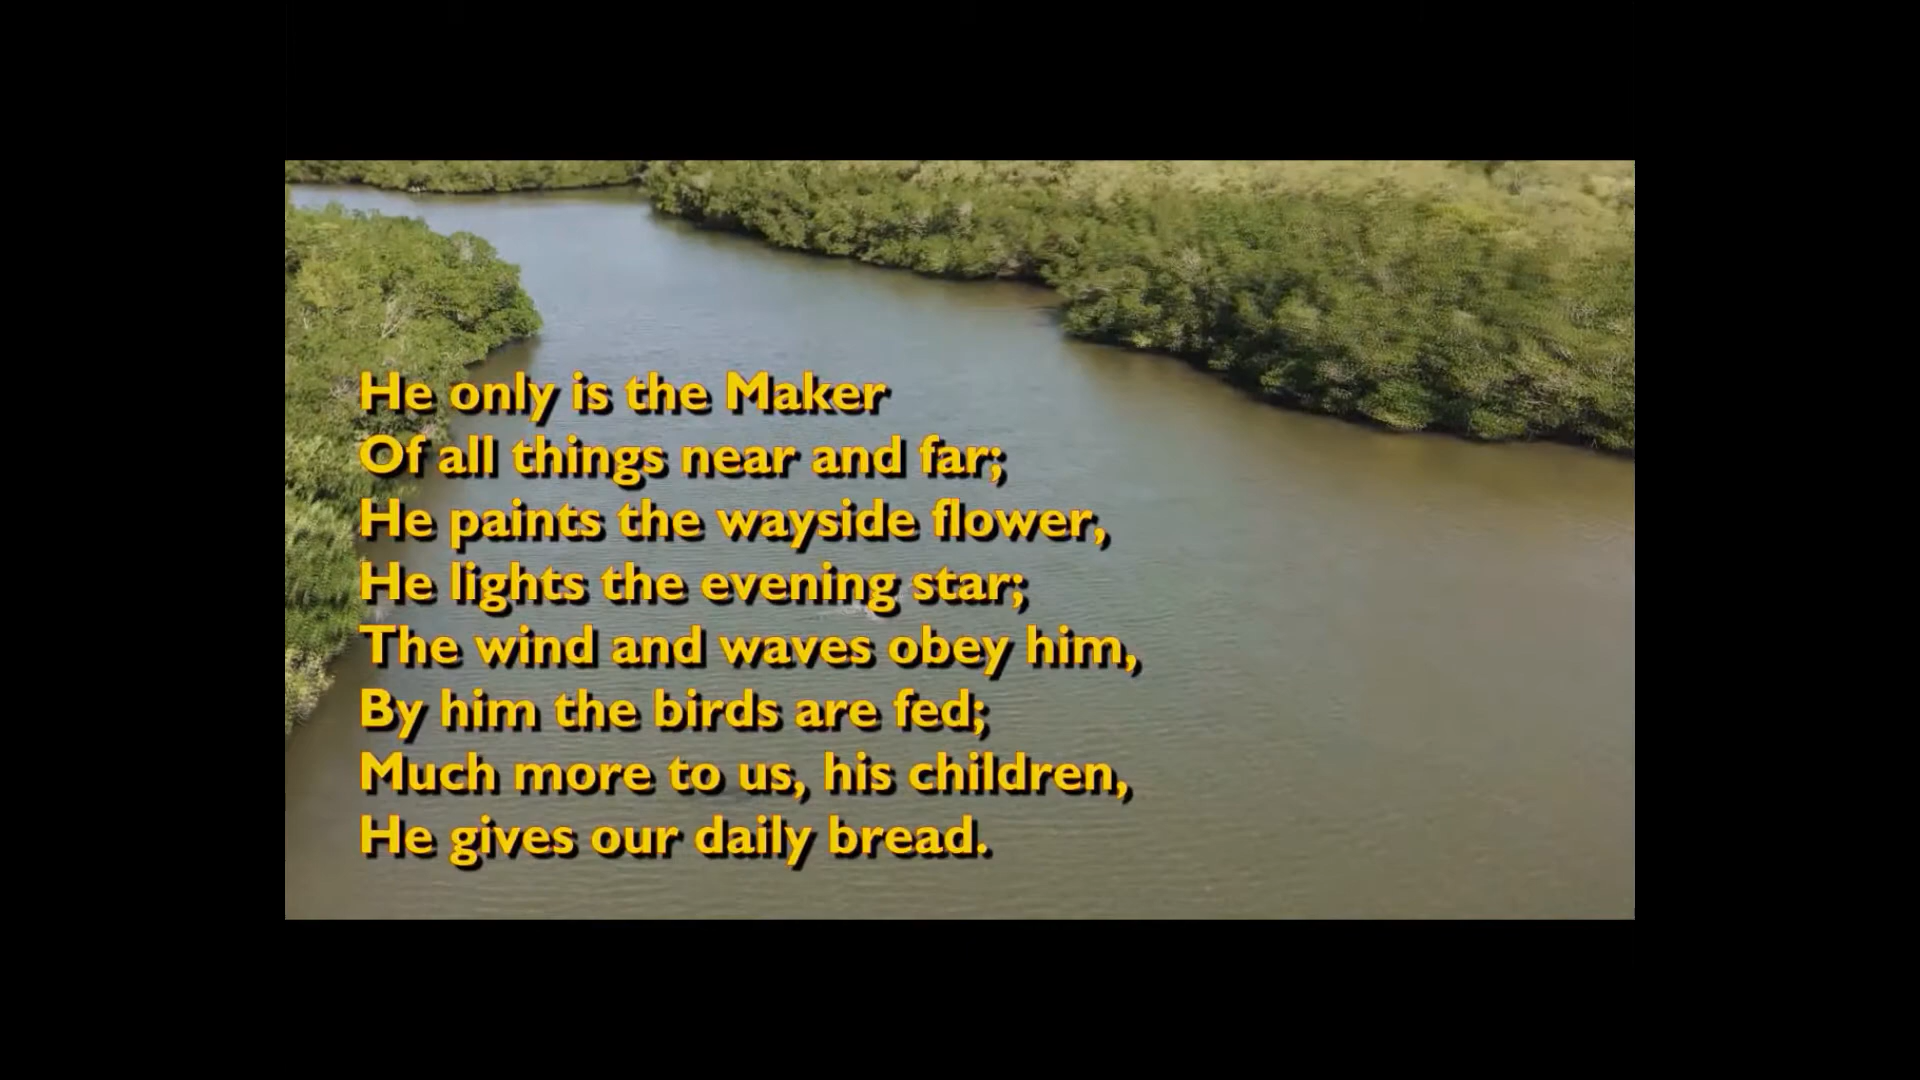 He only is the Maker
Of all things near and far;
He paints the wayside flower,
He lights the evening star;
The wind and waves obey him,
By him the birds are fed;
Much more to us, his children,
He gives our daily bread.